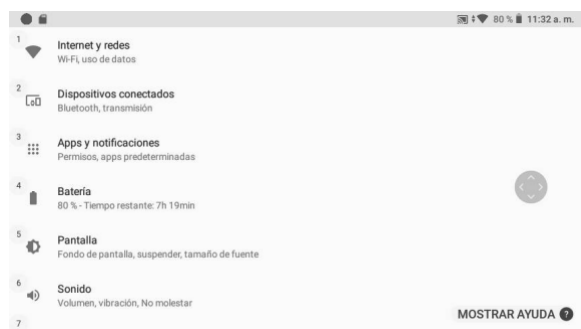 80 % 11:32 a. m.
1
Internet y redes
Wi-Fi, uso de datos
2
Dispositivos conectados
Bluetooth, transmisión
3
Apps y notificaciones
Permisos, apps predeterminadas
4
Batería
80 % - Tiempo restante: 7h 19min
5
Pantalla
Fondo de pantalla, suspender, tamaño de fuente
6
Sonido
Volumen, vibración, No molestar
7
MOSTRAR AYUDA ?